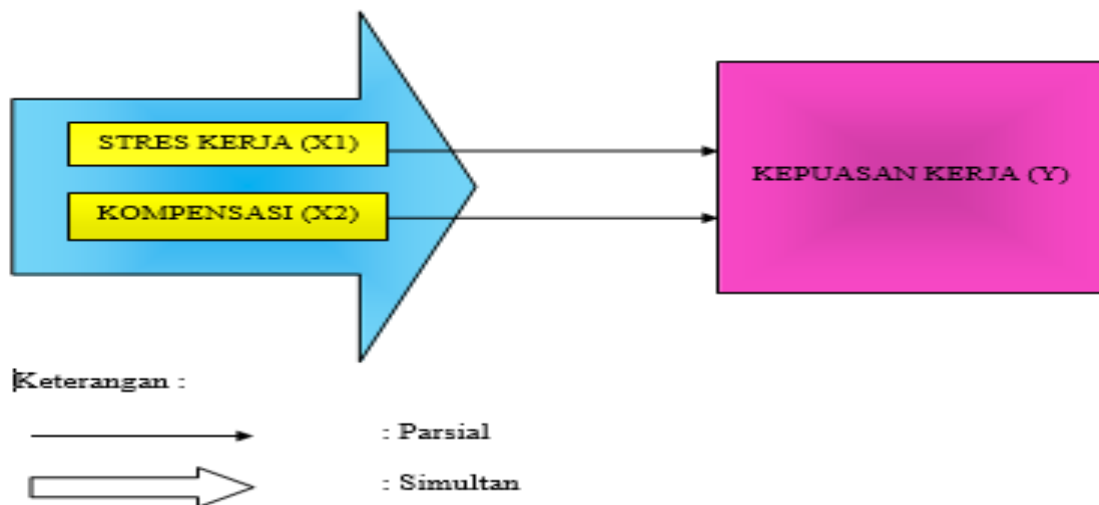 STRES KERJA (X1)
KOMPENSASI (X2)
KEPUASAN KERJA (Y)
Keterangan :
: Parsial
: Simultan